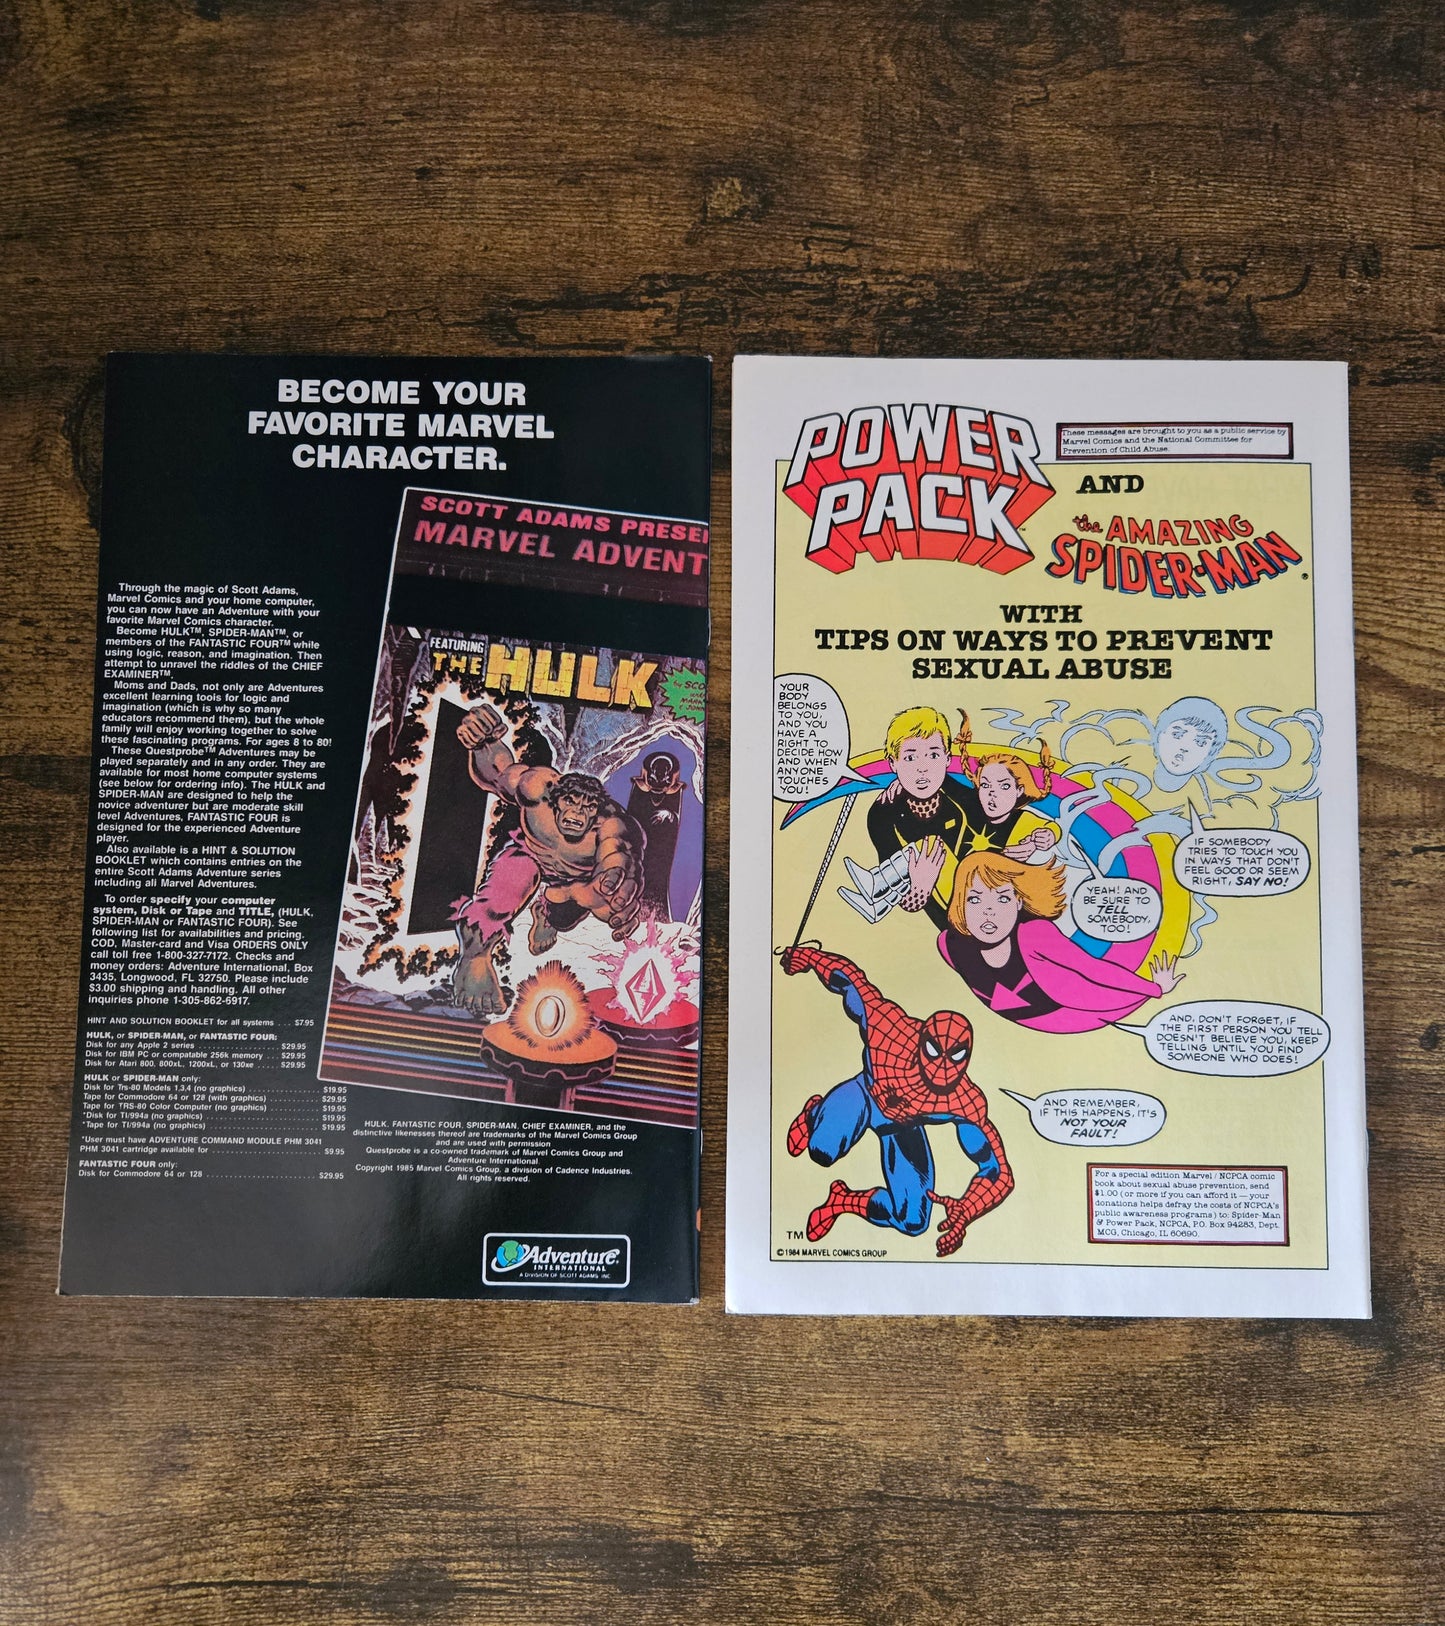 BECOME YOUR
FAVORITE MARVEL
CHARACTER.
SCOTT ADAMS PRESE
MARVEL ADVENT
FEATURING
THE HULK
by SCO
Through the magic of Scott Adams,
Marvel Comics and your home computer,
you can now have an Adventure with your
favorite Marvel Comics character.
Become HULK™, SPIDER-MAN™, or
members of the FANTASTIC FOUR™ while
using logic, reason, and imagination. Then
attempt to unravel the riddles of the CHIEF
EXAMINER™.
Moms and Dads, not only are Adventures
excellent learning tools for logic and
imagination (which is why so many
educators recommend them), but the whole
family will enjoy working together to solve
these fascinating programs. For ages 8 to 80!
These Questprobe™ Adventures may be
played separately and in any order. They are
available for most home computer systems
(see below for ordering info). The HULK and
SPIDER-MAN are designed to help the
novice adventurer but are moderate skill
level Adventures, FANTASTIC FOUR is
designed for the experienced Adventure
player.
Also available is a HINT & SOLUTION
BOOKLET which contains entries on the
entire Scott Adams Adventure series
including all Marvel Adventures.
To order specify your computer
system, Disk or Tape and TITLE, (HULK,
SPIDER-MAN or FANTASTIC FOUR). See
following list for availabilities and pricing.
COD, Master-card and Visa ORDERS ONLY
call toll free 1-800-327-7172. Checks and
money orders: Adventure International, Box
3435, Longwood, FL 32750. Please include
$3.00 shipping and handling. All other
inquiries phone 1-305-862-6917.
HINT AND SOLUTION BOOKLET for all systems . . . $7.95
HULK, or SPIDER-MAN, or FANTASTIC FOUR:
Disk for any Apple 2 series . . . . . . . . . . . . . . . . $29.95
Disk for IBM PC or compatable 256k memory . . . $29.95
Disk for Atari 800, 800xL, 1200xL, or 130xe . . . . . $29.95
HULK or SPIDER-MAN only:
Disk for Trs-80 Models 1,3,4 (no graphics) . . . . . . . . . . . . . $19.95
Tape for Commodore 64 or 128 (with graphics) . . . . . . . . . . $29.95
Tape for TRS-80 Color Computer (no graphics) . . . . . . . . . . $19.95
*Disk for TI/994a (no graphics) . . . . . . . . . . . . . . . . . . . . $19.95
*Tape for TI/994a (no graphics) . . . . . . . . . . . . . . . . . . . . $19.95
*User must have ADVENTURE COMMAND MODULE PHM 3041
PHM 3041 cartridge available for . . . . . . . . . . . . . . . . . . . . $9.95
FANTASTIC FOUR only:
Disk for Commodore 64 or 128 . . . . . . . . . . . . . . . . . . . . $29.95
HULK, FANTASTIC FOUR, SPIDER-MAN, CHIEF EXAMINER, and the
distinctive likenesses thereof are trademarks of the Marvel Comics Group
and are used with permission
Questprobe is a co-owned trademark of Marvel Comics Group and
Adventure International.
Copyright 1985 Marvel Comics Group, a division of Cadence Industries.
All rights reserved.
Adventure
INTERNATIONAL
A DIVISION OF SCOTT ADAMS, INC.
POWER
PACK™
These messages are brought to you as a public service by
Marvel Comics and the National Committee for
Prevention of Child Abuse.
AND
the AMAZING
SPIDER-MAN®
WITH
TIPS ON WAYS TO PREVENT
SEXUAL ABUSE
YOUR
BODY
BELONGS
TO YOU,
AND YOU
HAVE A
RIGHT TO
DECIDE HOW
AND WHEN
ANYONE
TOUCHES
YOU!
IF SOMEBODY
TRIES TO TOUCH YOU
IN WAYS THAT DON'T
FEEL GOOD OR SEEM
RIGHT, SAY NO!
YEAH! AND
BE SURE TO
TELL
SOMEBODY,
TOO!
AND, DON'T FORGET, IF
THE FIRST PERSON YOU TELL
DOESN'T BELIEVE YOU, KEEP
TELLING UNTIL YOU FIND
SOMEONE WHO DOES!
AND REMEMBER,
IF THIS HAPPENS, IT'S
NOT YOUR
FAULT!
For a special edition Marvel / NCPCA comic
book about sexual abuse prevention, send
$1.00 (or more if you can afford it — your
donations helps defray the costs of NCPCA's
public awareness programs) to: Spider-Man
& Power Pack, NCPCA, P.O. Box 94283, Dept.
MCG, Chicago, IL 60690.
TM
© 1984 MARVEL COMICS GROUP